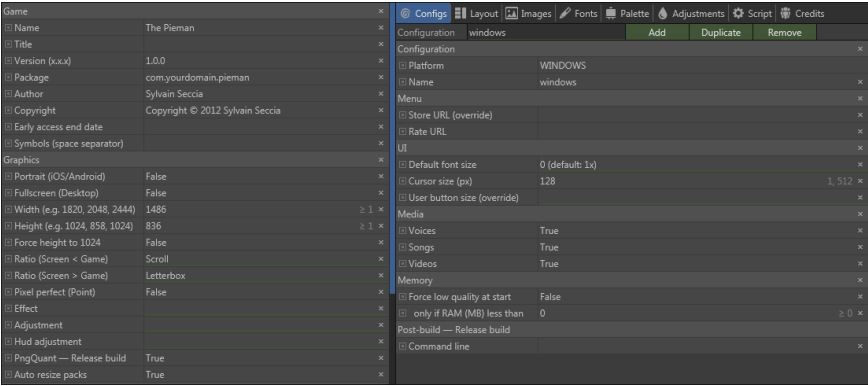 Game
Name The Pieman
Title
Version (x.x.x) 1.0.0
Package com.yourdomain.pieman
Author Sylvain Seccia
Copyright Copyright © 2012 Sylvain Seccia
Early access end date
Symbols (space separator)
Graphics
Portrait (iOS/Android) False
Fullscreen (Desktop) False
Width (e.g. 1820, 2048, 2444) 1486 ≥ 1
Height (e.g. 1024, 858, 1024) 836 ≥ 1
Force height to 1024 False
Ratio (Screen < Game) Scroll
Ratio (Screen > Game) Letterbox
Pixel perfect (Point) False
Effect
Adjustment
Hud adjustment
PngQuant — Release build True
Auto resize packs True
Configs Layout Images Fonts Palette Adjustments Script Credits
Configuration windows Add Duplicate Remove
Configuration
Platform WINDOWS
Name windows
Menu
Store URL (override)
Rate URL
UI
Default font size 0 (default: 1x)
Cursor size (px) 128 1, 512
User button size (override)
Media
Voices True
Songs True
Videos True
Memory
Force low quality at start False
only if RAM (MB) less than 0 ≥ 0
Post-build — Release build
Command line